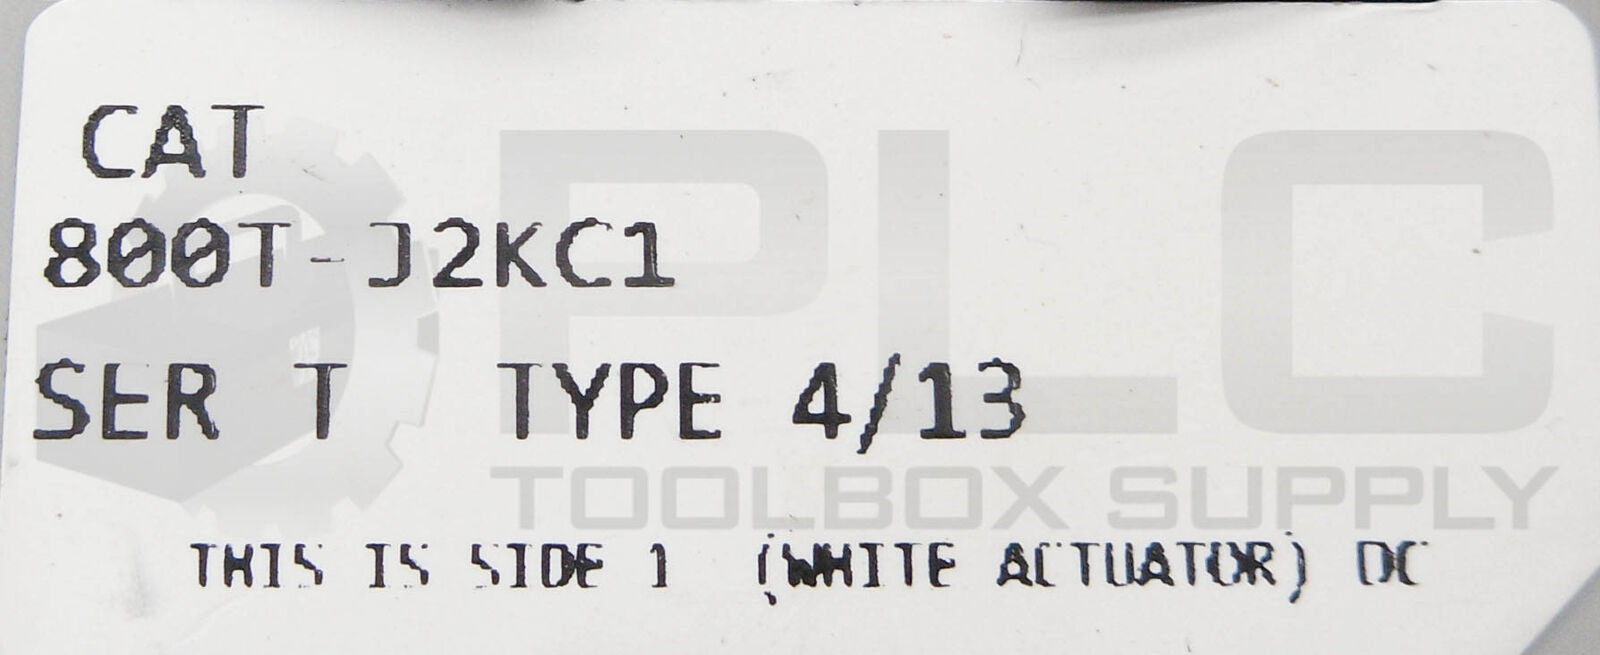 CAT
800T-J2KC1
SER T TYPE 4/13
THIS IS SIDE 1 (WHITE ACTUATOR) DC
PLC
TOOLBOX SUPPLY